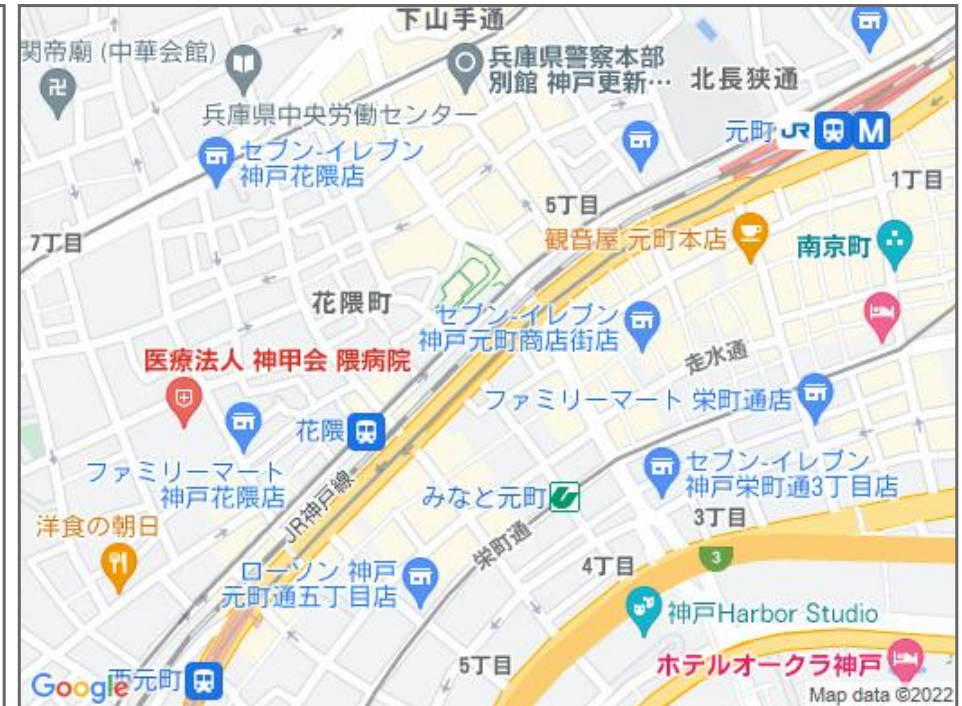 下山手通
関帝廟 (中華会館)
兵庫県警察本部
別館 神戸更新…
北長狭通
兵庫県中央労働センター
元町 JR M
セブン-イレブン
神戸花隈店
1丁目
5丁目
7丁目
観音屋 元町本店
南京町
花隈町
セブン-イレブン
神戸元町商店街店
走水通
医療法人 神甲会 隈病院
ファミリーマート 栄町通店
花隈
ファミリーマート
神戸花隈店
セブン-イレブン
神戸栄町通3丁目店
みなと元町
JR神戸線
3丁目
洋食の朝日
栄町通
3
4丁目
ローソン 神戸
元町通五丁目店
神戸Harbor Studio
5丁目
ホテルオークラ神戸
Google
西元町
Map data ©2022